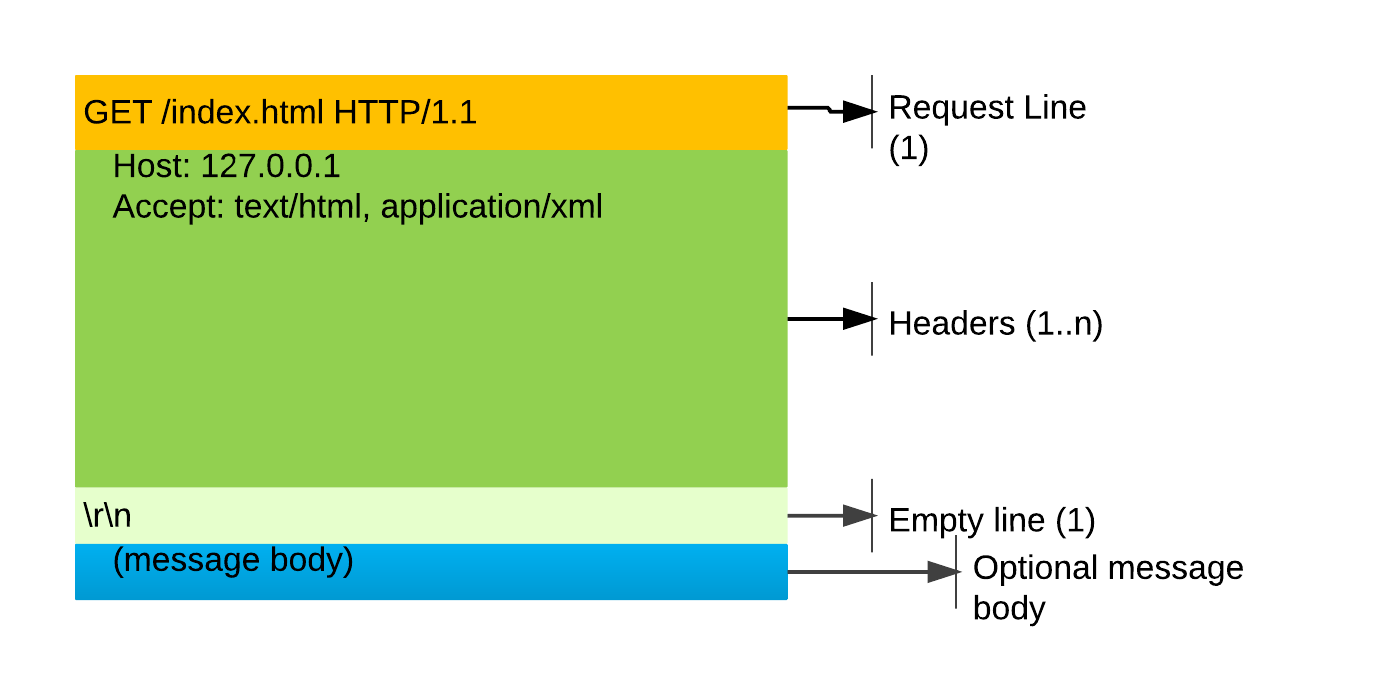 GET /index.html HTTP/1.1
Request Line
(1)
Host: 127.0.0.1
Accept: text/html, application/xml
Headers (1..n)
\r\n
Empty line (1)
(message body)
Optional message
body